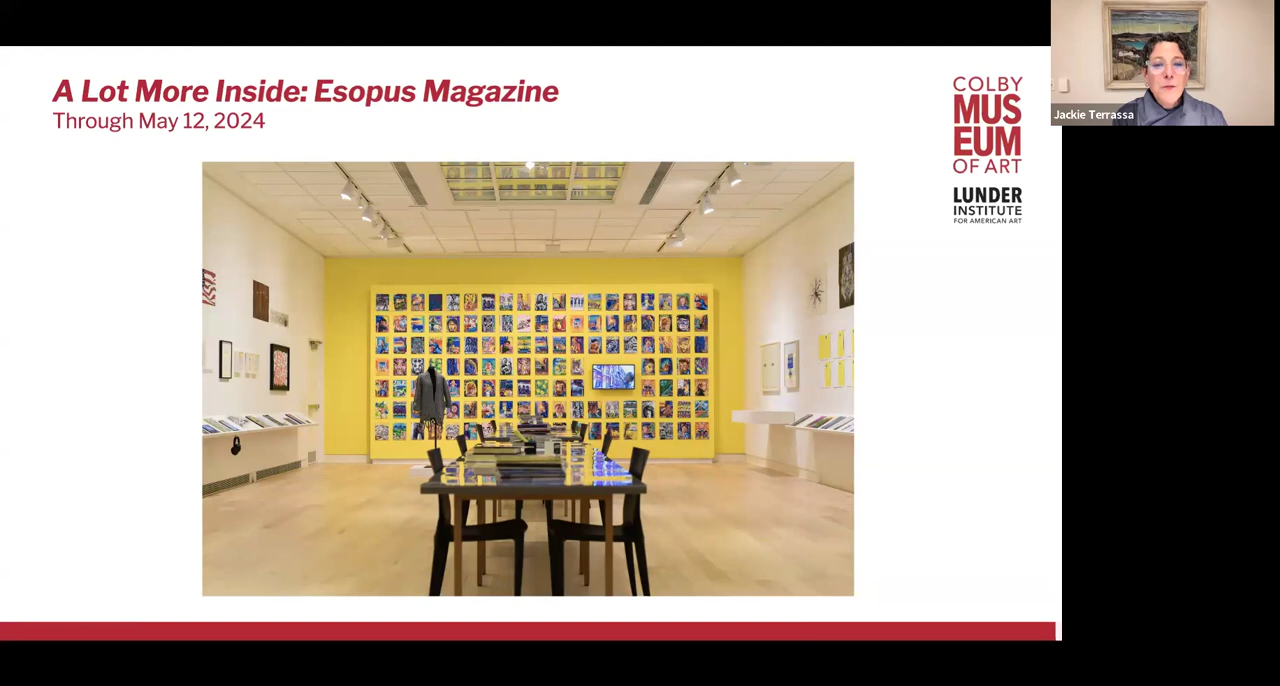 A Lot More Inside: Esopus Magazine
Through May 12, 2024
COLBY
MUS
EUM
OF ART
LUNDER
INSTITUTE
FOR AMERICAN ART
Jackie Terrassa